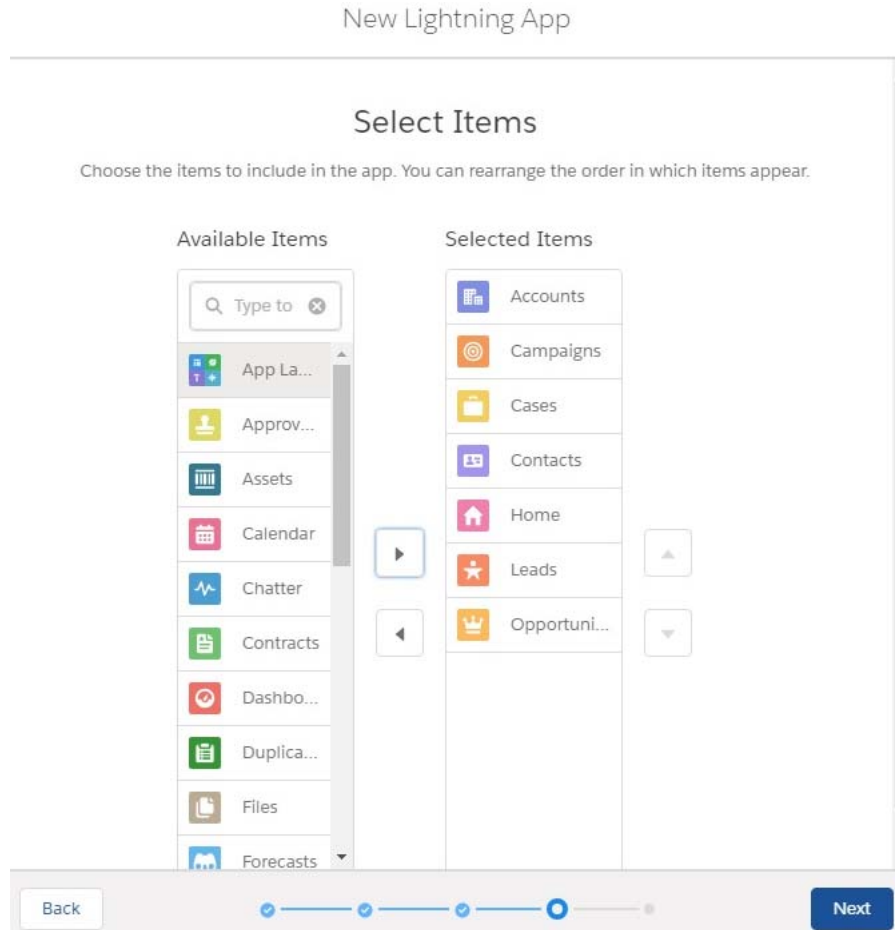 New Lightning App
Select Items
Choose the items to include in the app. You can rearrange the order in which items appear.
Available Items
Type to
App La...
Approv...
Assets
Calendar
Chatter
Contracts
Dashbo...
Duplica...
Files
Forecasts
Selected Items
Accounts
Campaigns
Cases
Contacts
Home
Leads
Opportuni...
Back
Next